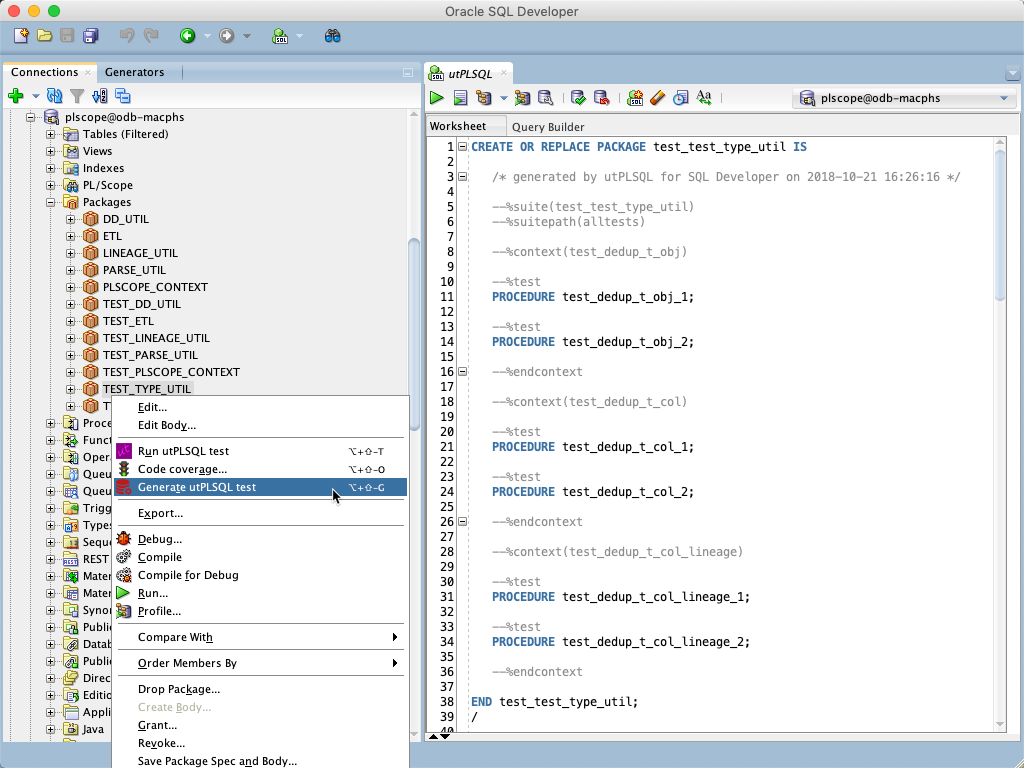 Oracle SQL Developer
Connections
Generators
plscope@odb-macphs
Tables (Filtered)
Views
Indexes
PL/Scope
Packages
DD_UTIL
ETL
LINEAGE_UTIL
PARSE_UTIL
PLSCOPE_CONTEXT
TEST_DD_UTIL
TEST_ETL
TEST_LINEAGE_UTIL
TEST_PARSE_UTIL
TEST_PLSCOPE_CONTEXT
TEST_TYPE_UTIL
T
Proce
Funct
Opera
Queu
Queu
Trigg
Types
Seque
REST
Mater
Mater
Synor
Public
Datab
Public
Direc
Editio
Appli
Java
Edit...
Edit Body...
Run utPLSQL test ⌥+⇧-T
Code coverage... ⌥+⇧-O
Generate utPLSQL test ⌥+⇧-G
Export...
Debug...
Compile
Compile for Debug
Run...
Profile...
Compare With
Order Members By
Drop Package...
Create Body...
Grant...
Revoke...
Save Package Spec and Body...
utPLSQL
plscope@odb-macphs
Worksheet
Query Builder
1 CREATE OR REPLACE PACKAGE test_test_type_util IS
2
3 /* generated by utPLSQL for SQL Developer on 2018-10-21 16:26:16 */
4
5 --%suite(test_test_type_util)
6 --%suitepath(alltests)
7
8 --%context(test_dedup_t_obj)
9
10 --%test
11 PROCEDURE test_dedup_t_obj_1;
12
13 --%test
14 PROCEDURE test_dedup_t_obj_2;
15
16 --%endcontext
17
18 --%context(test_dedup_t_col)
19
20 --%test
21 PROCEDURE test_dedup_t_col_1;
22
23 --%test
24 PROCEDURE test_dedup_t_col_2;
25
26 --%endcontext
27
28 --%context(test_dedup_t_col_lineage)
29
30 --%test
31 PROCEDURE test_dedup_t_col_lineage_1;
32
33 --%test
34 PROCEDURE test_dedup_t_col_lineage_2;
35
36 --%endcontext
37
38 END test_test_type_util;
39 /
40